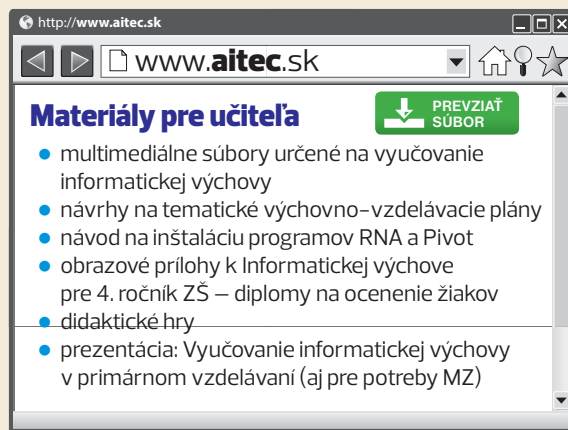 http://www.aitec.sk
www.aitec.sk
Materiály pre učiteľa
PREVZIAŤ
SÚBOR
multimediálne súbory určené na vyučovanie
informatickej výchovy
návrhy na tematické výchovno-vzdelávacie plány
návod na inštaláciu programov RNA a Pivot
obrazové prílohy k Informatickej výchove
pre 4. ročník ZŠ – diplomy na ocenenie žiakov
didaktické hry
prezentácia: Vyučovanie informatickej výchovy
v primárnom vzdelávaní (aj pre potreby MZ)